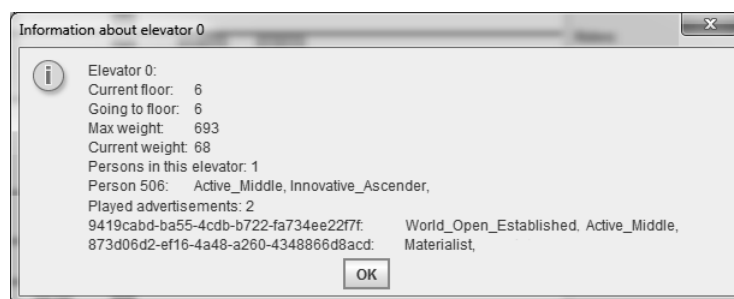 Information about elevator 0
Elevator 0:
Current floor: 6
Going to floor: 6
Max weight: 693
Current weight: 68
Persons in this elevator: 1
Person 506: Active_Middle, Innovative_Ascender,
Played advertisements: 2
9419cabd-ba55-4cdb-b722-fa734ee22f7f: World_Open_Established, Active_Middle,
873d06d2-ef16-4a48-a260-4348866d8acd: Materialist,
OK